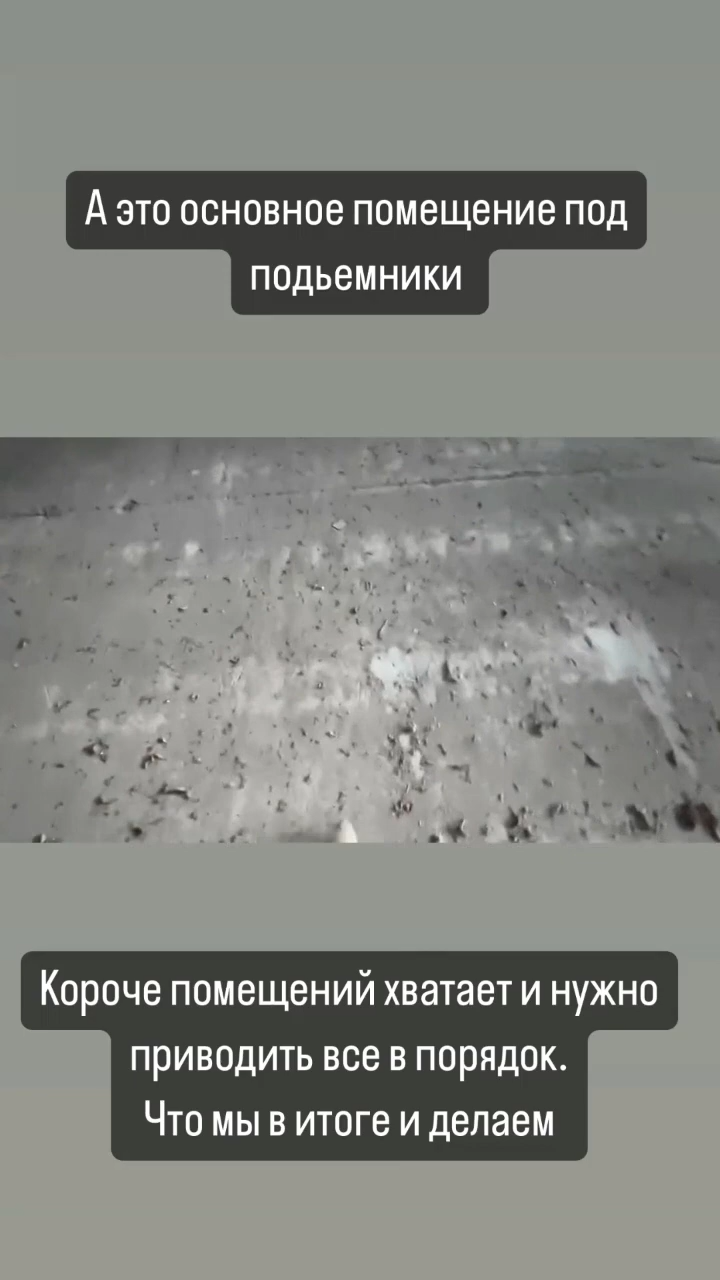 А это основное помещение под
подьемники
Короче помещений хватает и нужно
приводить все в порядок.
Что мы в итоге и делаем